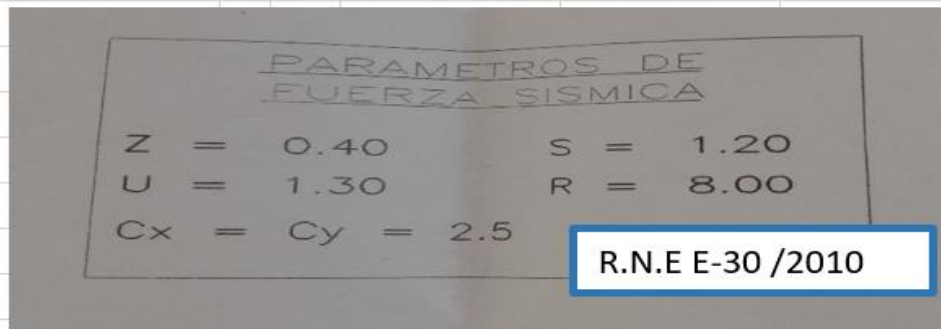 PARAMETROS DE
FUERZA SISMICA
Z = 0.40 S = 1.20
U = 1.30 R = 8.00
Cx = Cy = 2.5
R.N.E E-30 /2010